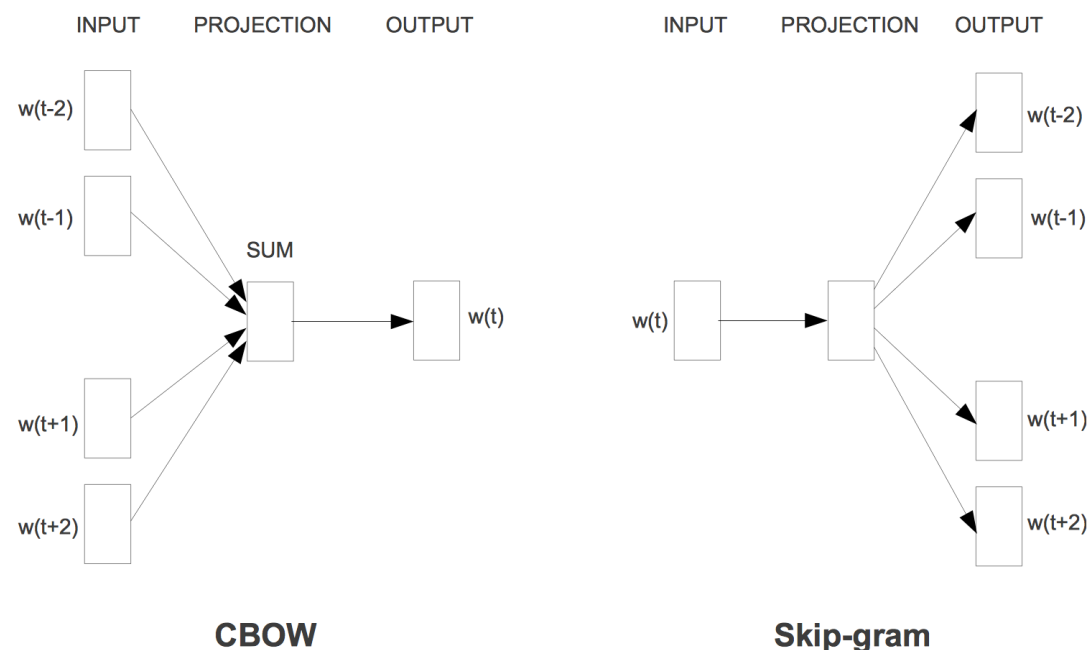 INPUT PROJECTION OUTPUT
w(t-2)
w(t-1)
SUM
w(t)
w(t+1)
w(t+2)
CBOW
INPUT PROJECTION OUTPUT
w(t-2)
w(t-1)
w(t)
w(t+1)
w(t+2)
Skip-gram